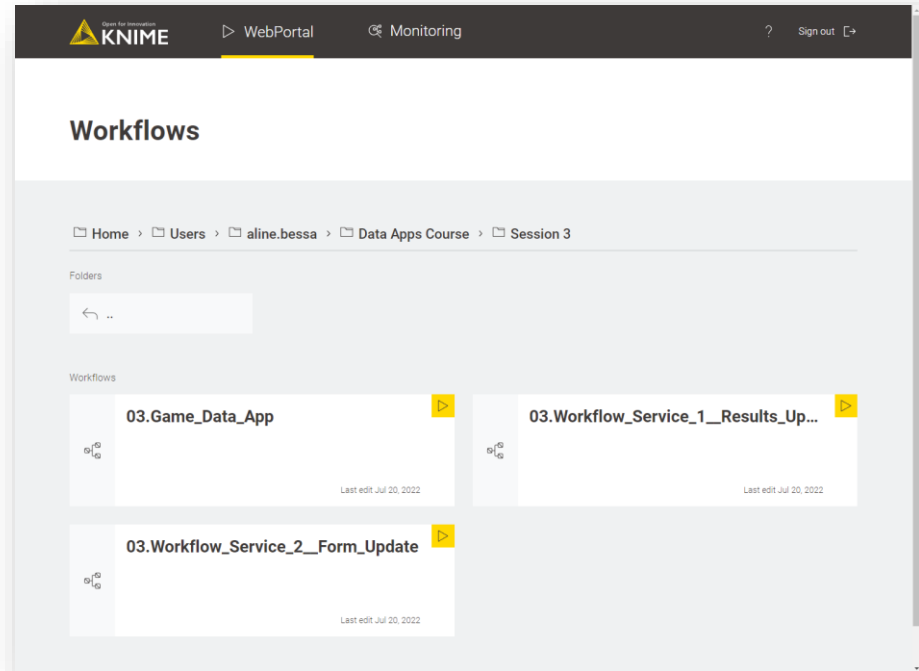 Open for Innovation
KNIME
WebPortal
Monitoring
? Sign out
Workflows
Home › Users › aline.bessa › Data Apps Course › Session 3
Folders
..
Workflows
03.Game_Data_App
Last edit Jul 20, 2022
03.Workflow_Service_1__Results_Up...
Last edit Jul 20, 2022
03.Workflow_Service_2__Form_Update
Last edit Jul 20, 2022